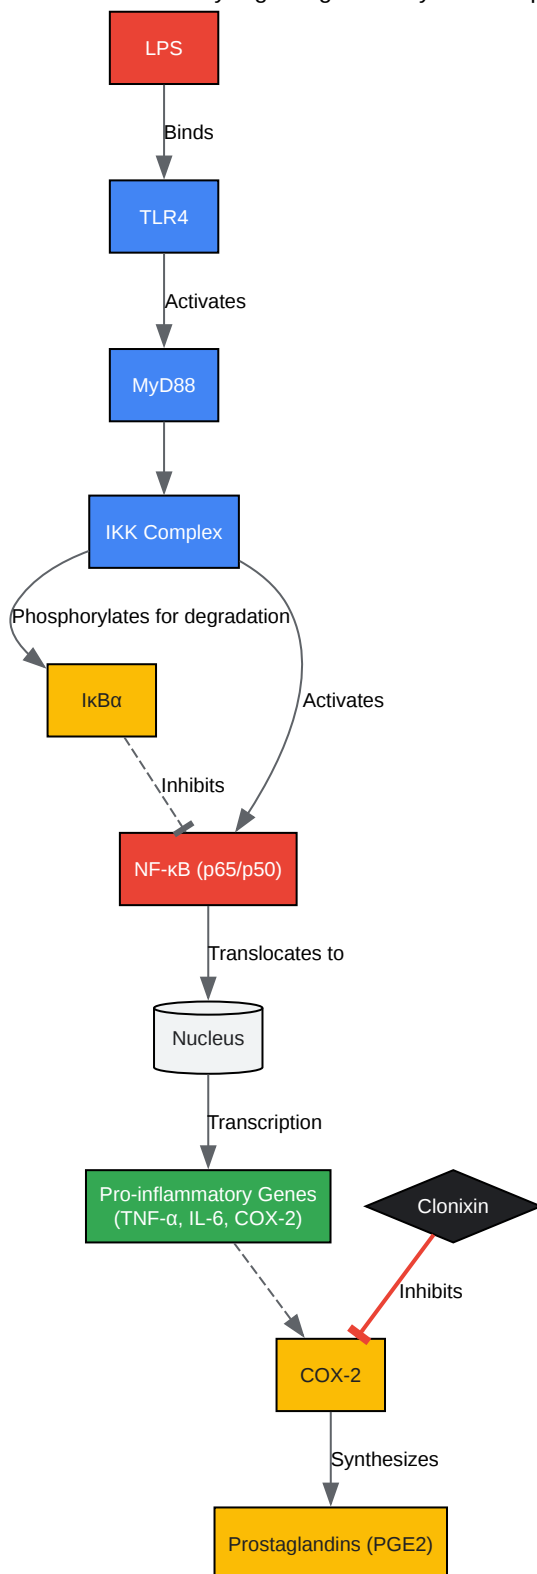 LPS
Binds
TLR4
Activates
MyD88
IKK Complex
Phosphorylates for degradation
IκBα
Activates
Inhibits
NF-κB (p65/p50)
Translocates to
Nucleus
Transcription
Pro-inflammatory Genes
(TNF-α, IL-6, COX-2)
Clonixin
Inhibits
COX-2
Synthesizes
Prostaglandins (PGE2)